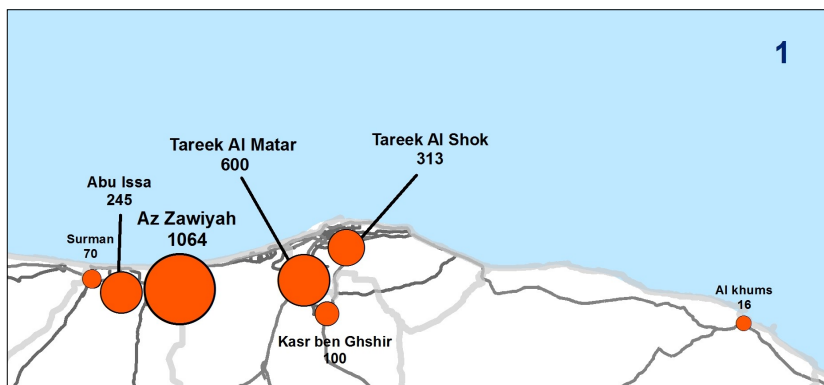 1
Tareek Al Shok
313
Tareek Al Matar
600
Abu Issa
245
Az Zawiyah
1064
Surman
70
Al khums
16
Kasr ben Ghshir
100